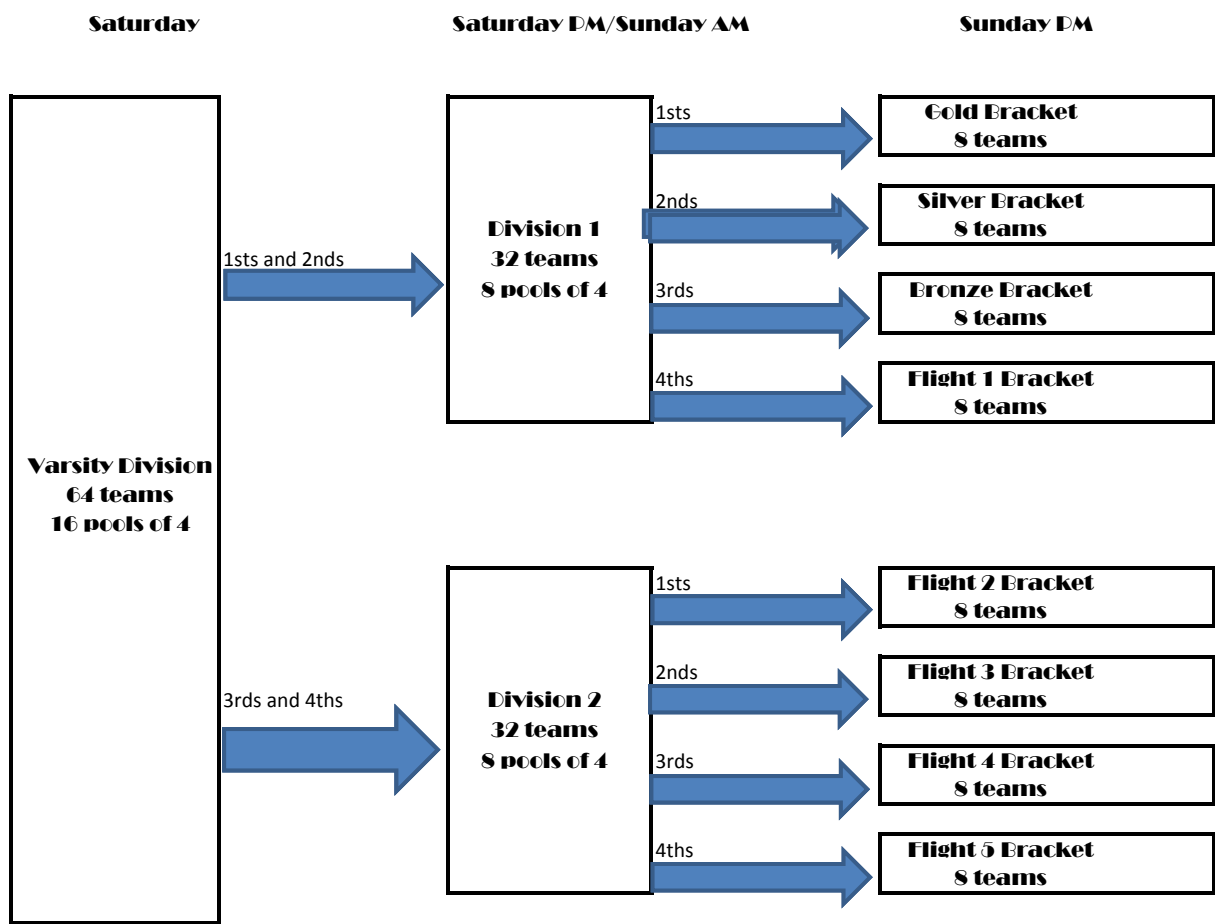 Saturday
Saturday PM/Sunday AM
Sunday PM
Varsity Division
64 teams
16 pools of 4
1sts and 2nds
3rds and 4ths
Division 1
32 teams
8 pools of 4
1sts
2nds
3rds
4ths
Gold Bracket
8 teams
Silver Bracket
8 teams
Bronze Bracket
8 teams
Flight 1 Bracket
8 teams
Division 2
32 teams
8 pools of 4
1sts
2nds
3rds
4ths
Flight 2 Bracket
8 teams
Flight 3 Bracket
8 teams
Flight 4 Bracket
8 teams
Flight 5 Bracket
8 teams